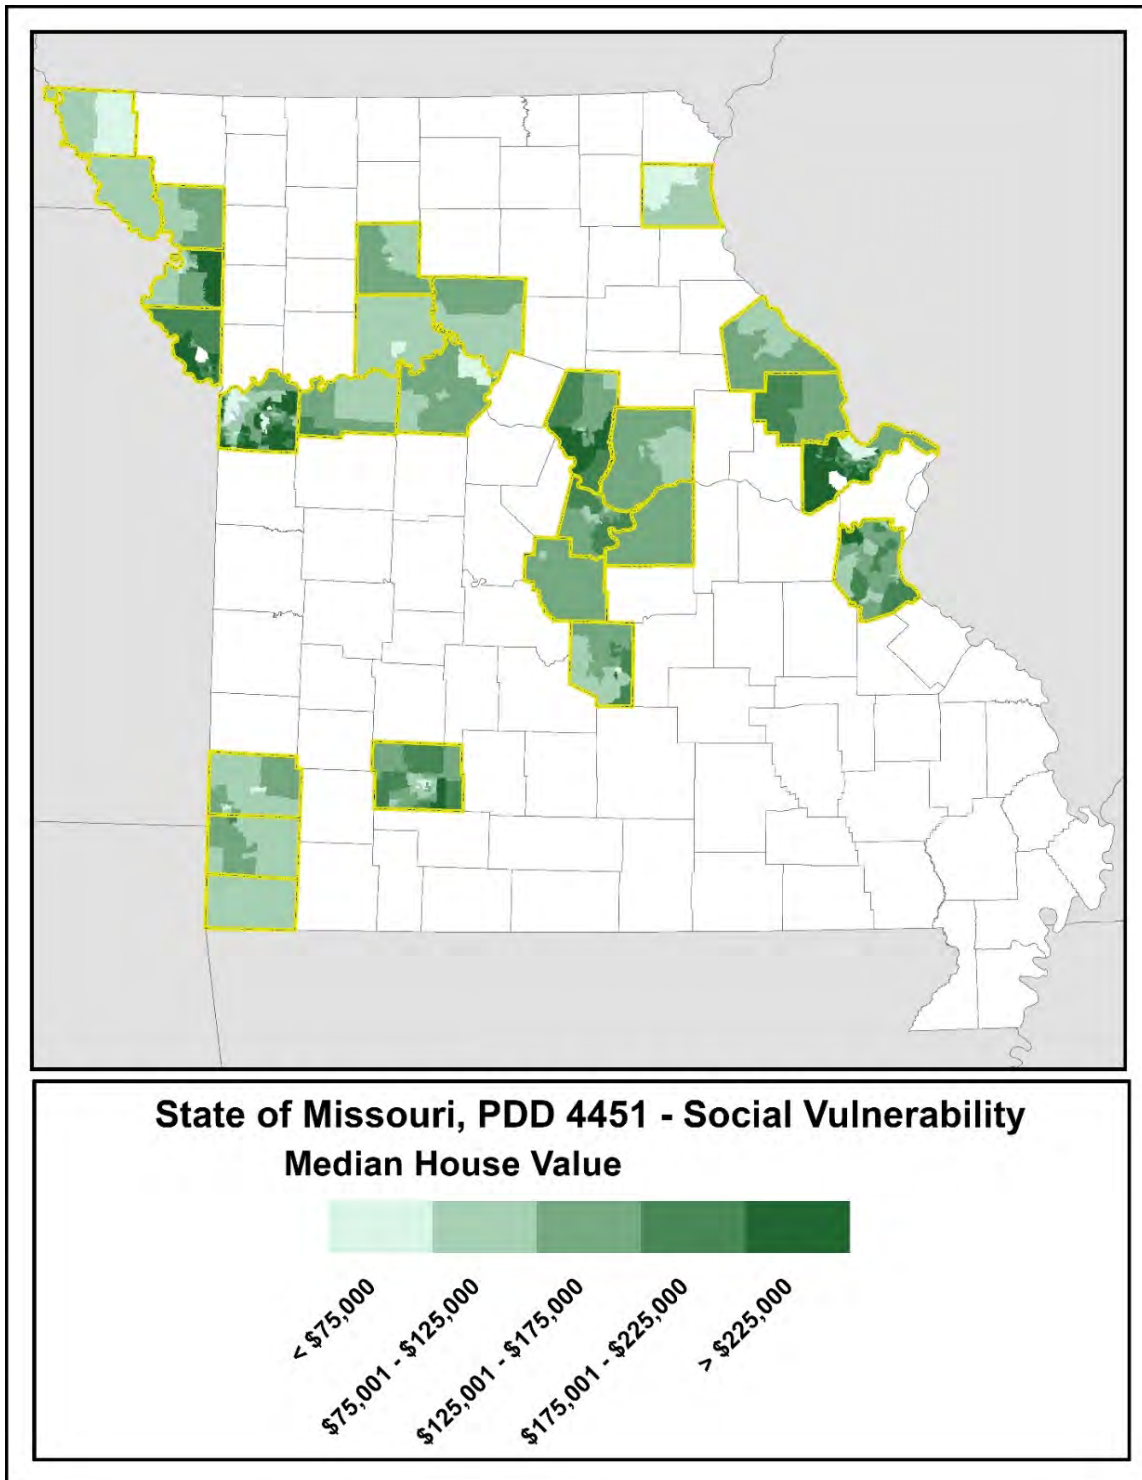 State of Missouri, PDD 4451 - Social Vulnerability
Median House Value
< $75,000
$75,001 - $125,000
$125,001 - $175,000
$175,001 - $225,000
> $225,000